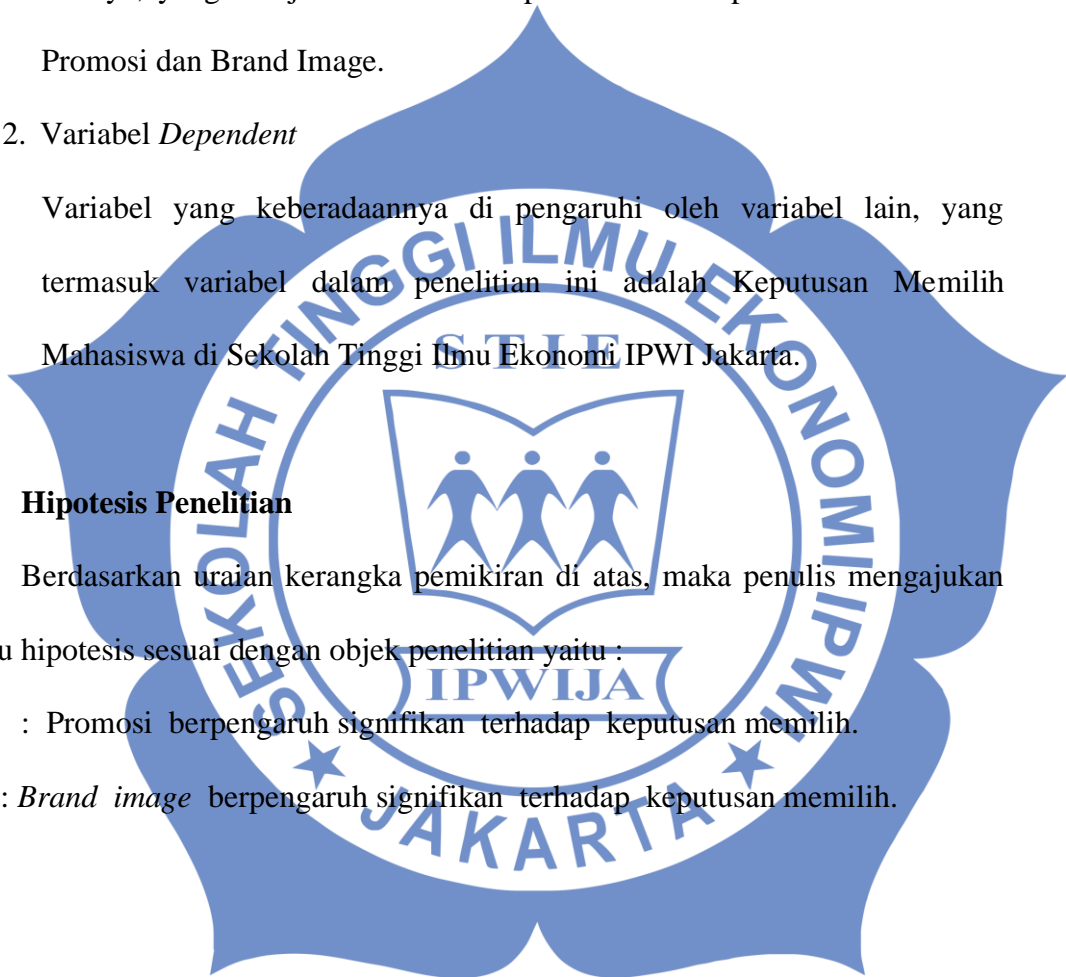 Promosi dan Brand Image.
2. Variabel Dependent
Variabel yang keberadaannya di pengaruhi oleh variabel lain, yang
termasuk variabel dalam penelitian ini adalah Keputusan Memilih
Mahasiswa di Sekolah Tinggi Ilmu Ekonomi IPWI Jakarta.
Hipotesis Penelitian
Berdasarkan uraian kerangka pemikiran di atas, maka penulis mengajukan
hipotesis sesuai dengan objek penelitian yaitu :
: Promosi berpengaruh signifikan terhadap keputusan memilih.
: Brand image berpengaruh signifikan terhadap keputusan memilih.
SEKOLAH TINGGI ILMU EKONOMI IPWI
STIE
IPWIJA
JAKARTA